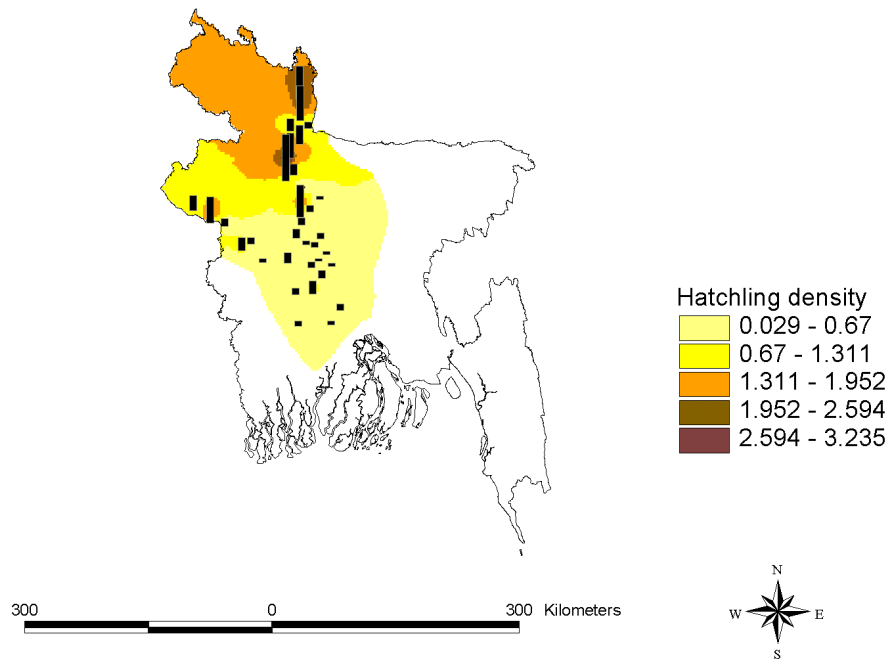 Hatchling density
0.029 - 0.67
0.67 - 1.311
1.311 - 1.952
1.952 - 2.594
2.594 - 3.235
N
W E
S
300 0 300 Kilometers